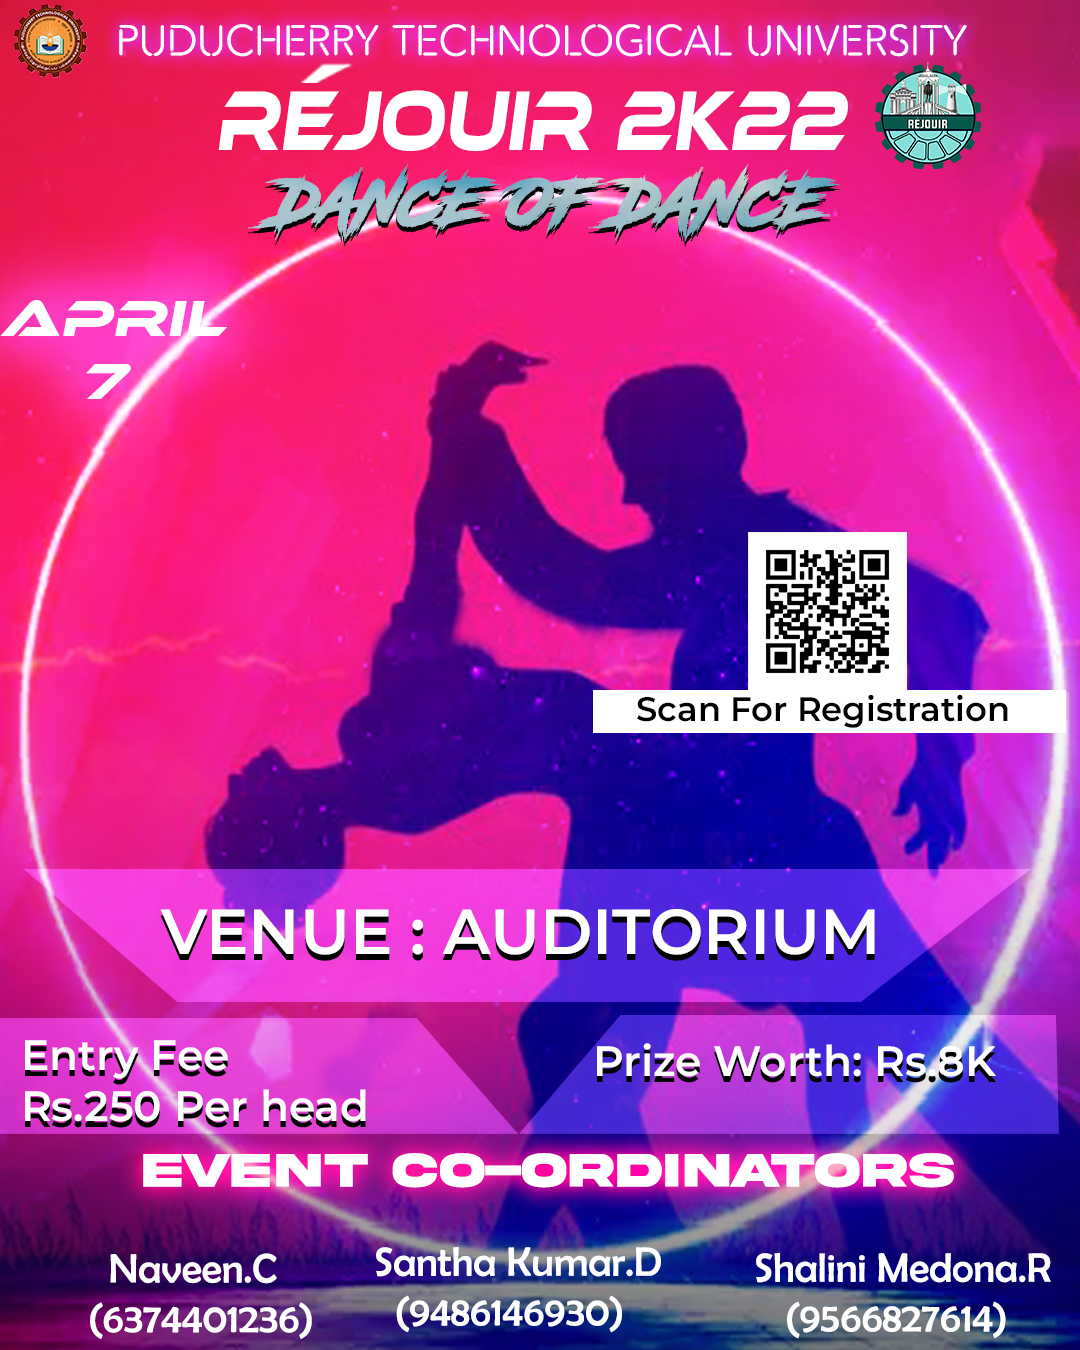 PUDUCHERRY TECHNOLOGICAL UNIVERSITY
RÉJOUIR 2K22
RÉJOUIR
DANCE OF DANCE
APRIL
7
Scan For Registration
VENUE : AUDITORIUM
Entry Fee
Rs.250 Per head
Prize Worth: Rs.8K
EVENT CO-ORDINATORS
Naveen.C
(6374401236)
Santha Kumar.D
(9486146930)
Shalini Medona.R
(9566827614)